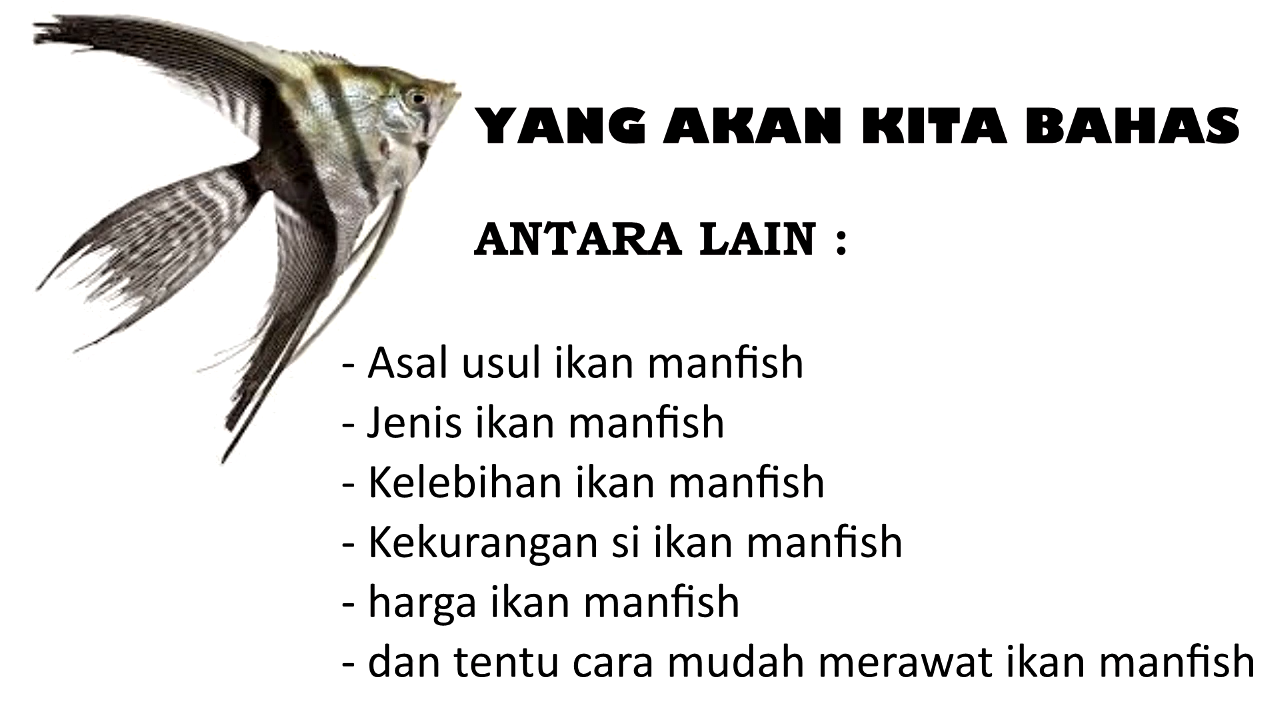 YANG AKAN KITA BAHAS
ANTARA LAIN :
- Asal usul ikan manfish
- Jenis ikan manfish
- Kelebihan ikan manfish
- Kekurangan si ikan manfish
- harga ikan manfish
- dan tentu cara mudah merawat ikan manfish